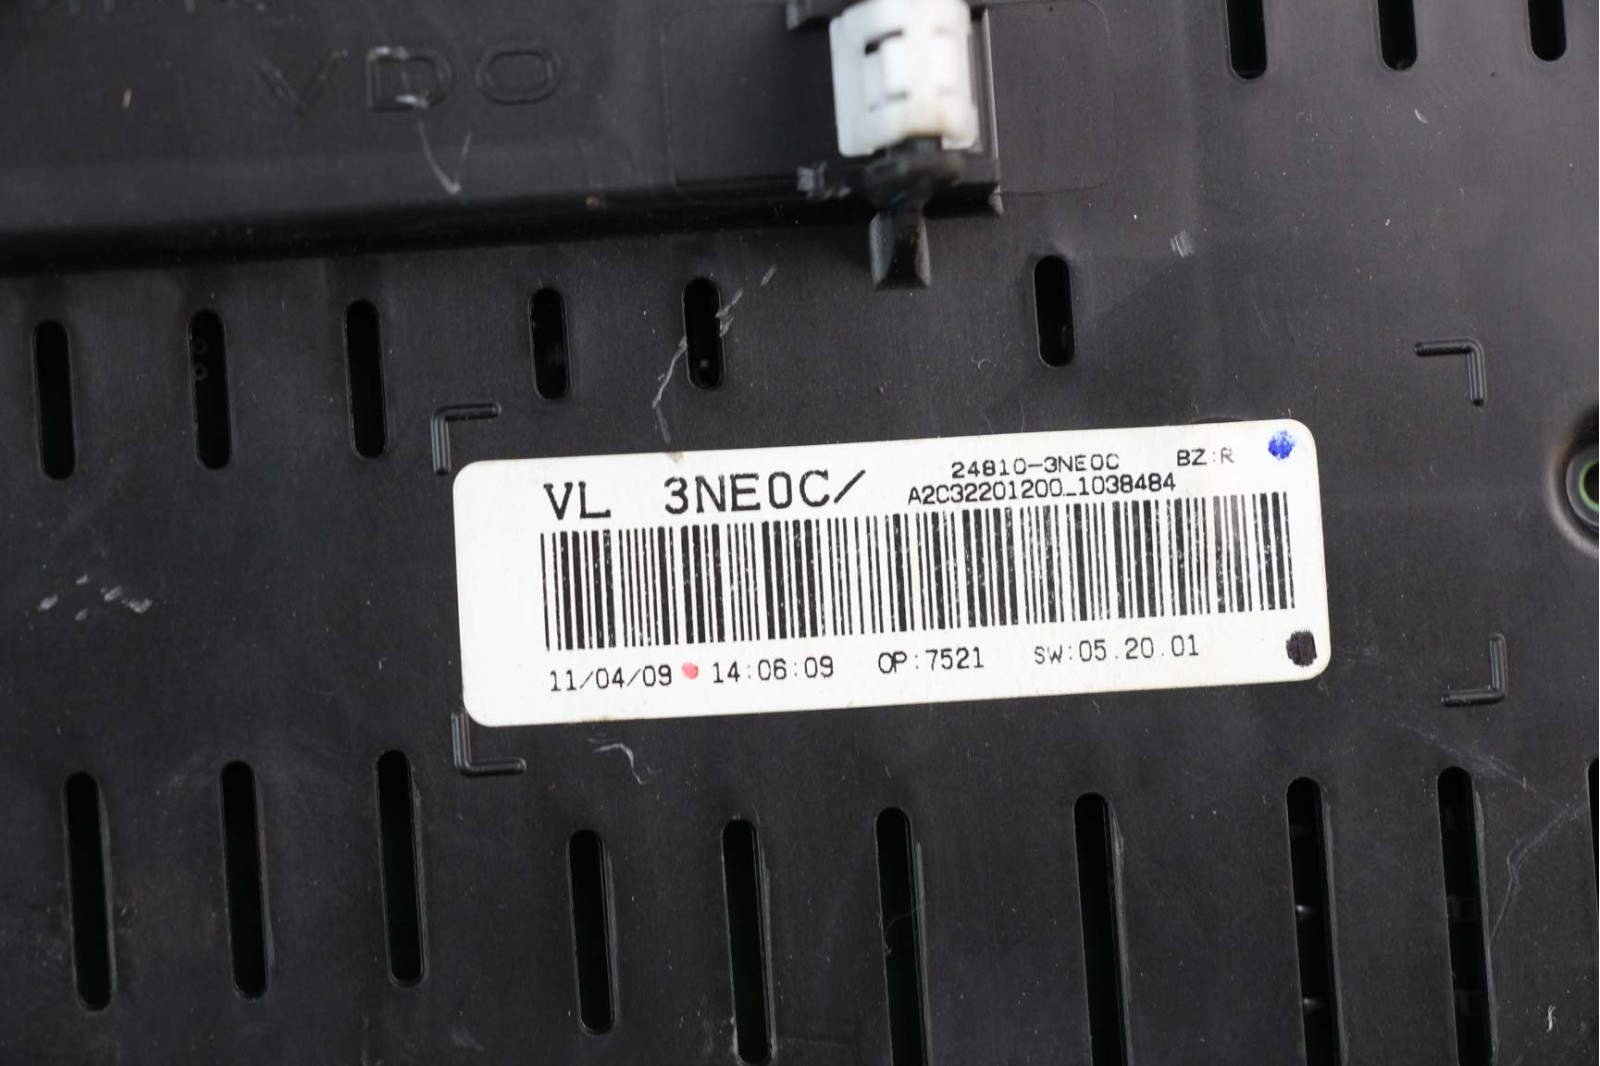 VDO
VL 3NE0C/
24810-3NE0C BZ:R
A2C32201200_1038484
11/04/09 14:06:09 OP:7521 SW:05.20.01